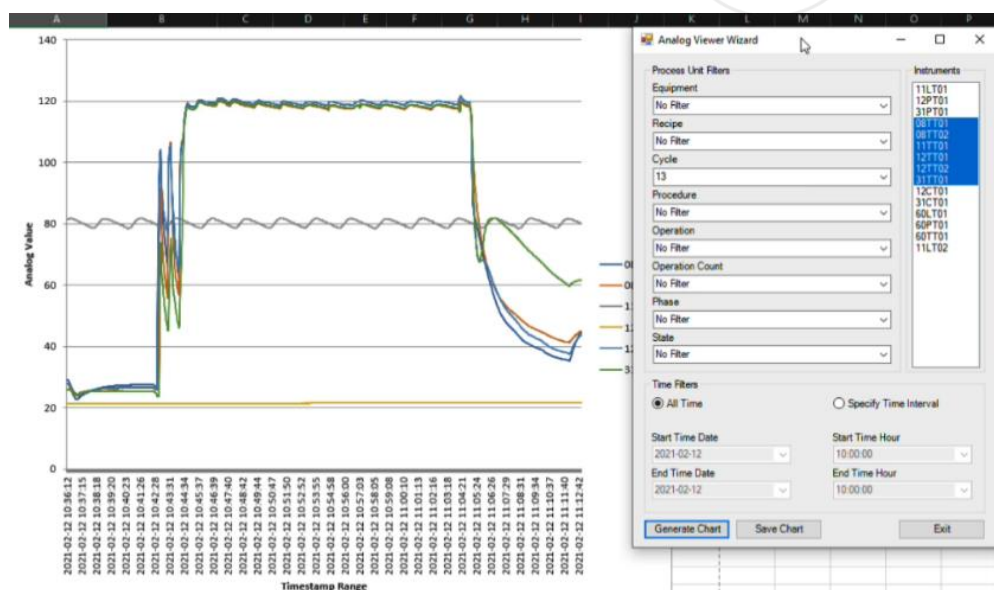 A B C D E F G H I J K L M N O P
140
120
100
80
60
40
20
0
Analog Value
2021-02-12 10:36:12
2021-02-12 10:37:15
2021-02-12 10:38:18
2021-02-12 10:39:20
2021-02-12 10:40:23
2021-02-12 10:41:26
2021-02-12 10:42:28
2021-02-12 10:43:31
2021-02-12 10:44:34
2021-02-12 10:45:37
2021-02-12 10:46:39
2021-02-12 10:47:40
2021-02-12 10:48:42
2021-02-12 10:49:44
2021-02-12 10:50:47
2021-02-12 10:51:50
2021-02-12 10:52:52
2021-02-12 10:53:55
2021-02-12 10:54:58
2021-02-12 10:56:00
2021-02-12 10:57:03
2021-02-12 10:58:05
2021-02-12 10:59:08
2021-02-12 11:00:10
2021-02-12 11:01:13
2021-02-12 11:02:16
2021-02-12 11:03:18
2021-02-12 11:04:21
2021-02-12 11:05:24
2021-02-12 11:06:26
2021-02-12 11:07:29
2021-02-12 11:08:31
2021-02-12 11:09:34
2021-02-12 11:10:37
2021-02-12 11:11:40
2021-02-12 11:12:42
Timestamp Range
Analog Viewer Wizard
Process Unit Filters
Equipment
No Filter
Recipe
No Filter
Cycle
13
Procedure
No Filter
Operation
No Filter
Operation Count
No Filter
Phase
No Filter
State
No Filter
Instruments
11LT01
12PT01
31PT01
08TT01
08TT02
11TT01
12TT01
12TT02
31TT01
12CT01
31CT01
60LT01
60PT01
60TT01
11LT02
Time Filters
All Time Specify Time Interval
Start Time Date Start Time Hour
2021-02-12 10:00:00
End Time Date End Time Hour
2021-02-12 10:00:00
Generate Chart Save Chart Exit